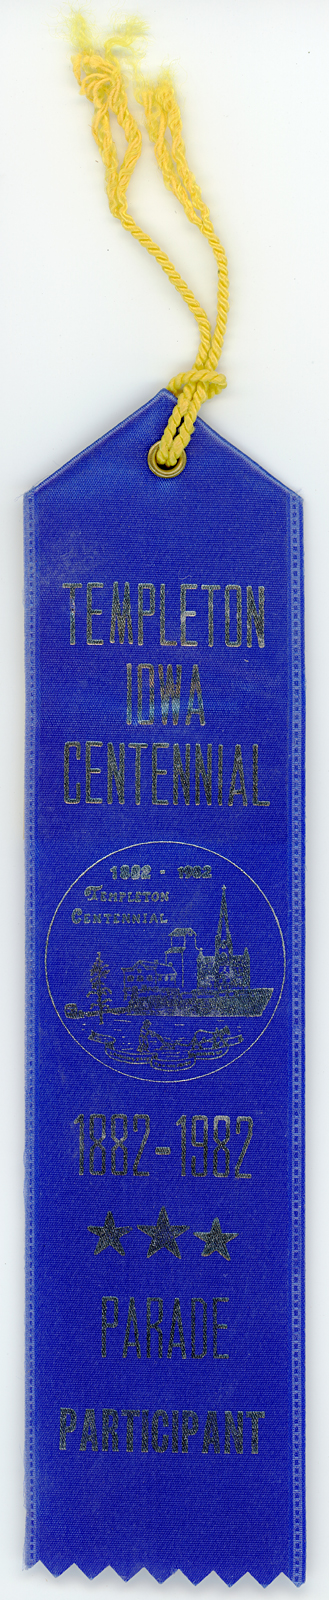 TEMPLETON
IOWA
CENTENNIAL
1882 - 1982
TEMPLETON
CENTENNIAL
1882-1982
PARADE
PARTICIPANT